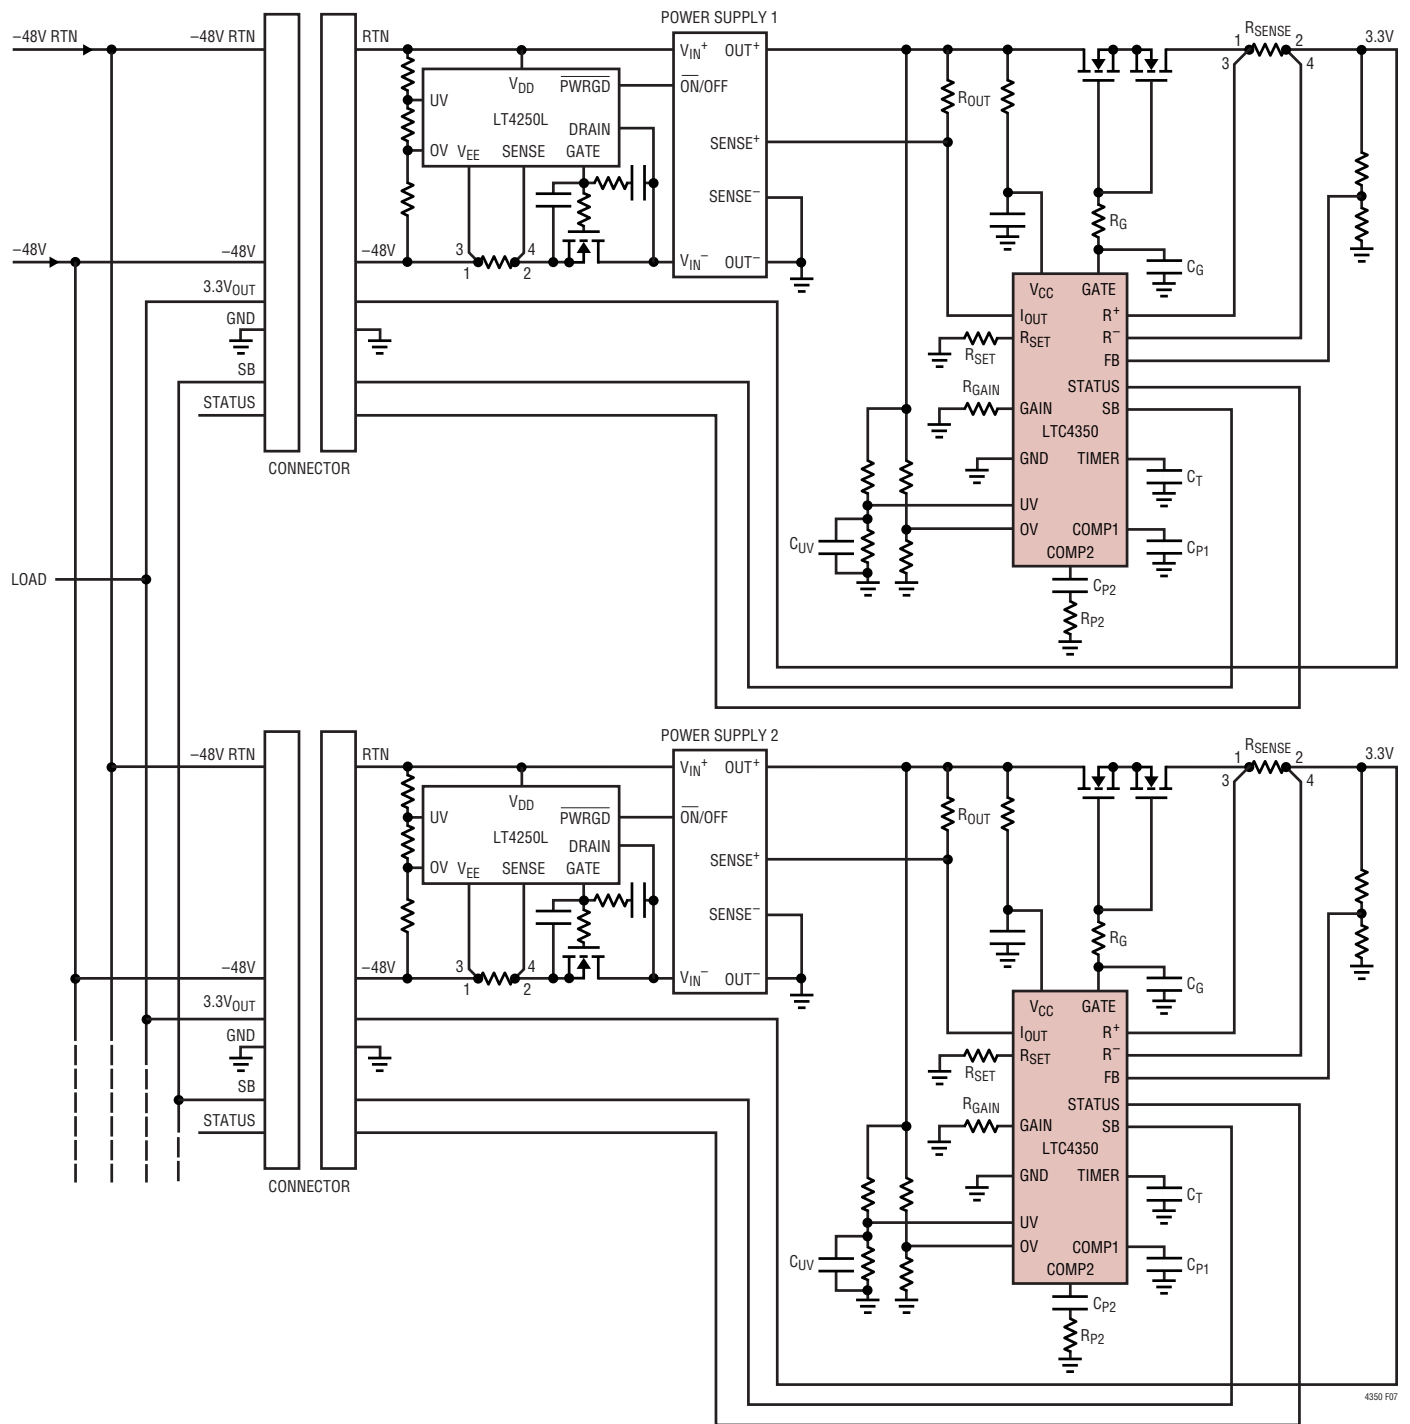 POWER SUPPLY 1
–48V RTN
–48V RTN
RTN
VIN+ OUT+
RSENSE
1 2
3 4
3.3V
VDD
PWRGD
ON/OFF
UV
LT4250L
DRAIN
OV VEE SENSE GATE
ROUT
SENSE+
SENSE–
RG
–48V
–48V
–48V
3 4
1 2
VIN– OUT–
CG
3.3VOUT
VCC GATE
GND
IOUT R+
RSET R–
RSET
FB
SB
STATUS
STATUS
RGAIN
GAIN SB
LTC4350
CONNECTOR
GND TIMER
CT
UV
OV COMP1
CUV
CP1
COMP2
LOAD
CP2
RP2
POWER SUPPLY 2
–48V RTN
RTN
VIN+ OUT+
RSENSE
1 2
3 4
3.3V
VDD
PWRGD
ON/OFF
UV
LT4250L
DRAIN
OV VEE SENSE GATE
ROUT
SENSE+
SENSE–
RG
–48V
–48V
3 4
1 2
VIN– OUT–
CG
3.3VOUT
VCC GATE
GND
IOUT R+
RSET R–
RSET
FB
SB
STATUS
STATUS
RGAIN
GAIN SB
LTC4350
CONNECTOR
GND TIMER
CT
UV
OV COMP1
CUV
CP1
COMP2
CP2
RP2
4350 F07